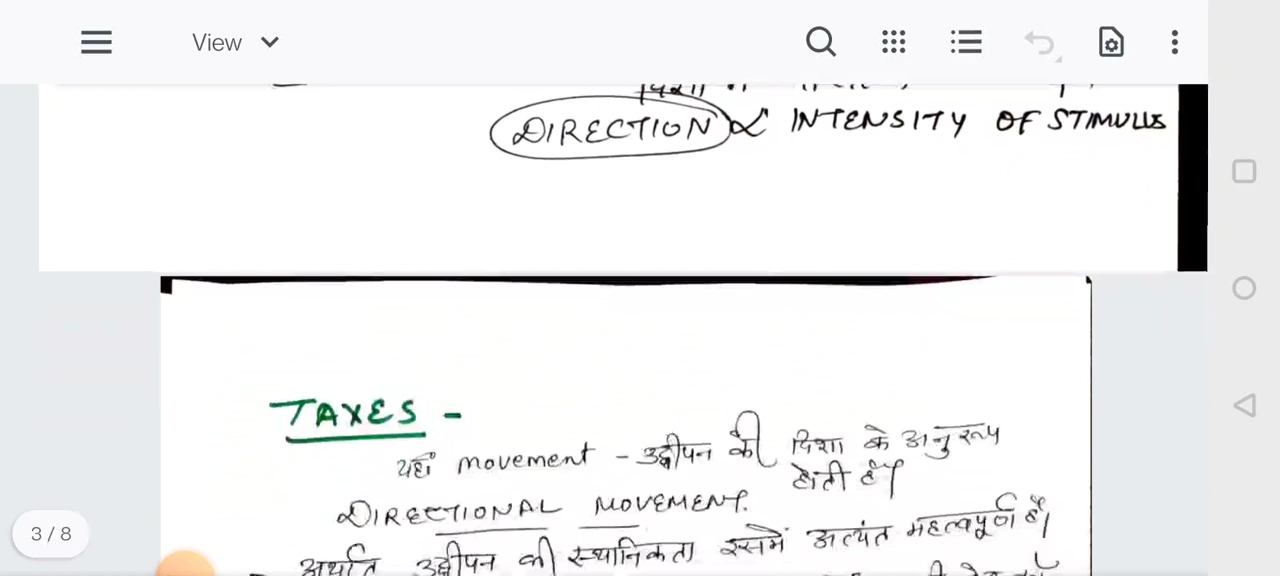 View
DIRECTION ∝ INTENSITY OF STIMULUS
TAXES -
यहाँ movement - उद्दीपन की दिशा के अनुरूप
होती है।
DIRECTIONAL MOVEMENT.
अर्थात उद्दीपन की स्थानिकता इसमें अत्यंत महत्वपूर्ण है।
3 / 8